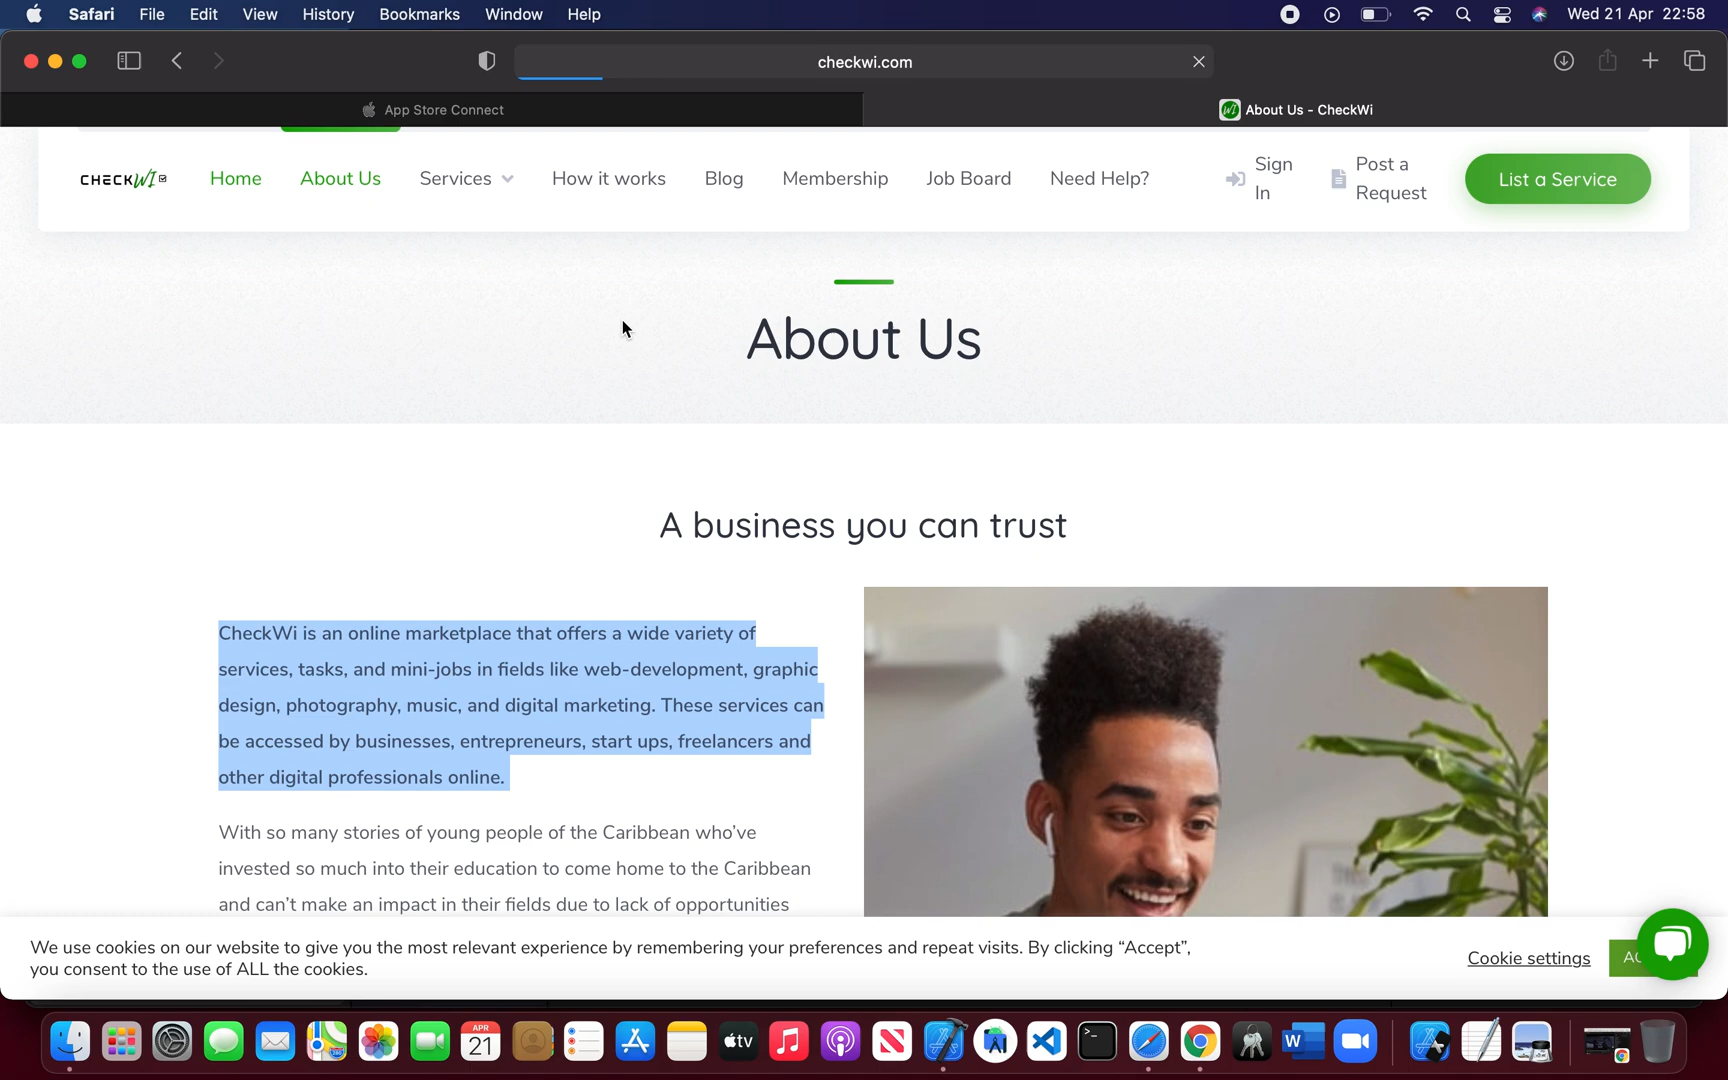 Safari File Edit View History Bookmarks Window Help Wed 21 Apr 22:58
checkwi.com
App Store Connect
WI About Us - CheckWi
CHECKWI Home About Us Services How it works Blog Membership Job Board Need Help?
Sign
In
Post a
Request
List a Service
About Us
A business you can trust
CheckWi is an online marketplace that offers a wide variety of
services, tasks, and mini-jobs in fields like web-development, graphic
design, photography, music, and digital marketing. These services can
be accessed by businesses, entrepreneurs, start ups, freelancers and
other digital professionals online.
With so many stories of young people of the Caribbean who've
invested so much into their education to come home to the Caribbean
and can't make an impact in their fields due to lack of opportunities
We use cookies on our website to give you the most relevant experience by remembering your preferences and repeat visits. By clicking “Accept”,
you consent to the use of ALL the cookies.
Cookie settings
APR
21
tv
W